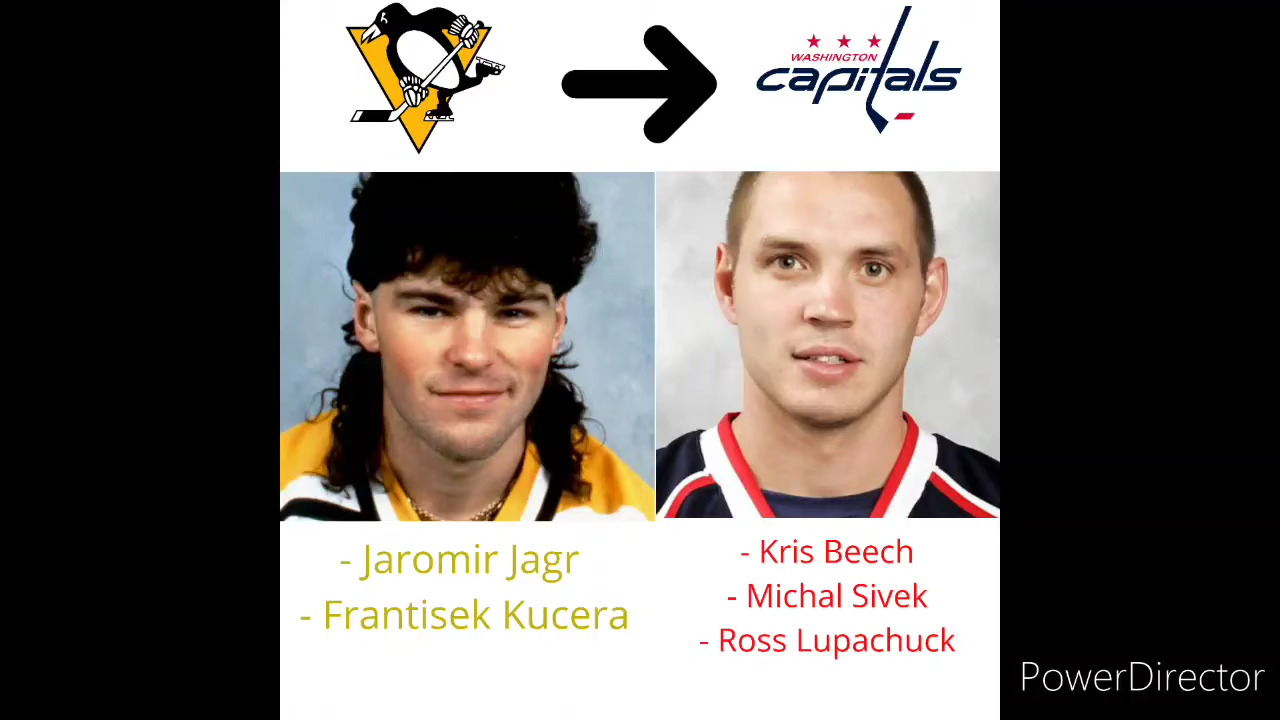 WASHINGTON
capitals
- Jaromir Jagr
- Frantisek Kucera
- Kris Beech
- Michal Sivek
- Ross Lupachuck
PowerDirector